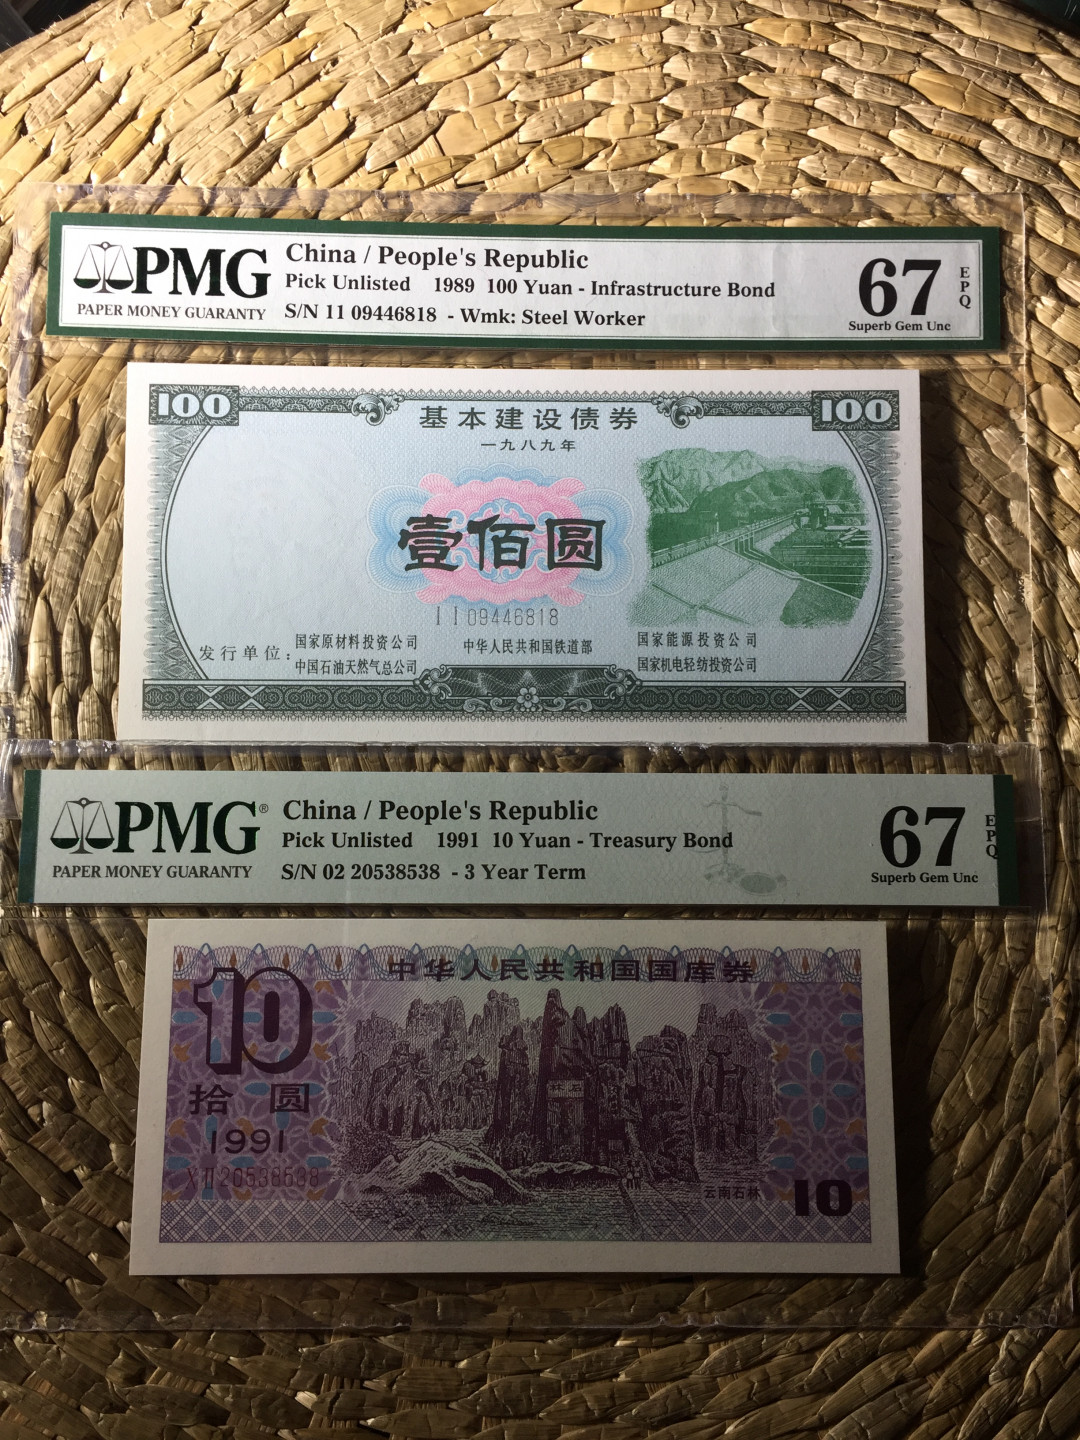 PMG
PAPER MONEY GUARANTY
China / People's Republic
Pick Unlisted 1989 100 Yuan - Infrastructure Bond
S/N 11 09446818 - Wmk: Steel Worker
67
EPQ
Superb Gem Unc
100
基本建设债券
100
一九八九年
壹佰圆
II 09446818
发行单位：
国家原材料投资公司
中国石油天然气总公司
中华人民共和国铁道部
国家能源投资公司
国家机电轻纺投资公司
PMG®
PAPER MONEY GUARANTY
China / People's Republic
Pick Unlisted 1991 10 Yuan - Treasury Bond
S/N 02 20538538 - 3 Year Term
67
EPQ
Superb Gem Unc
中华人民共和国国库券
10
拾圆
1991
20538538
云南石林
10